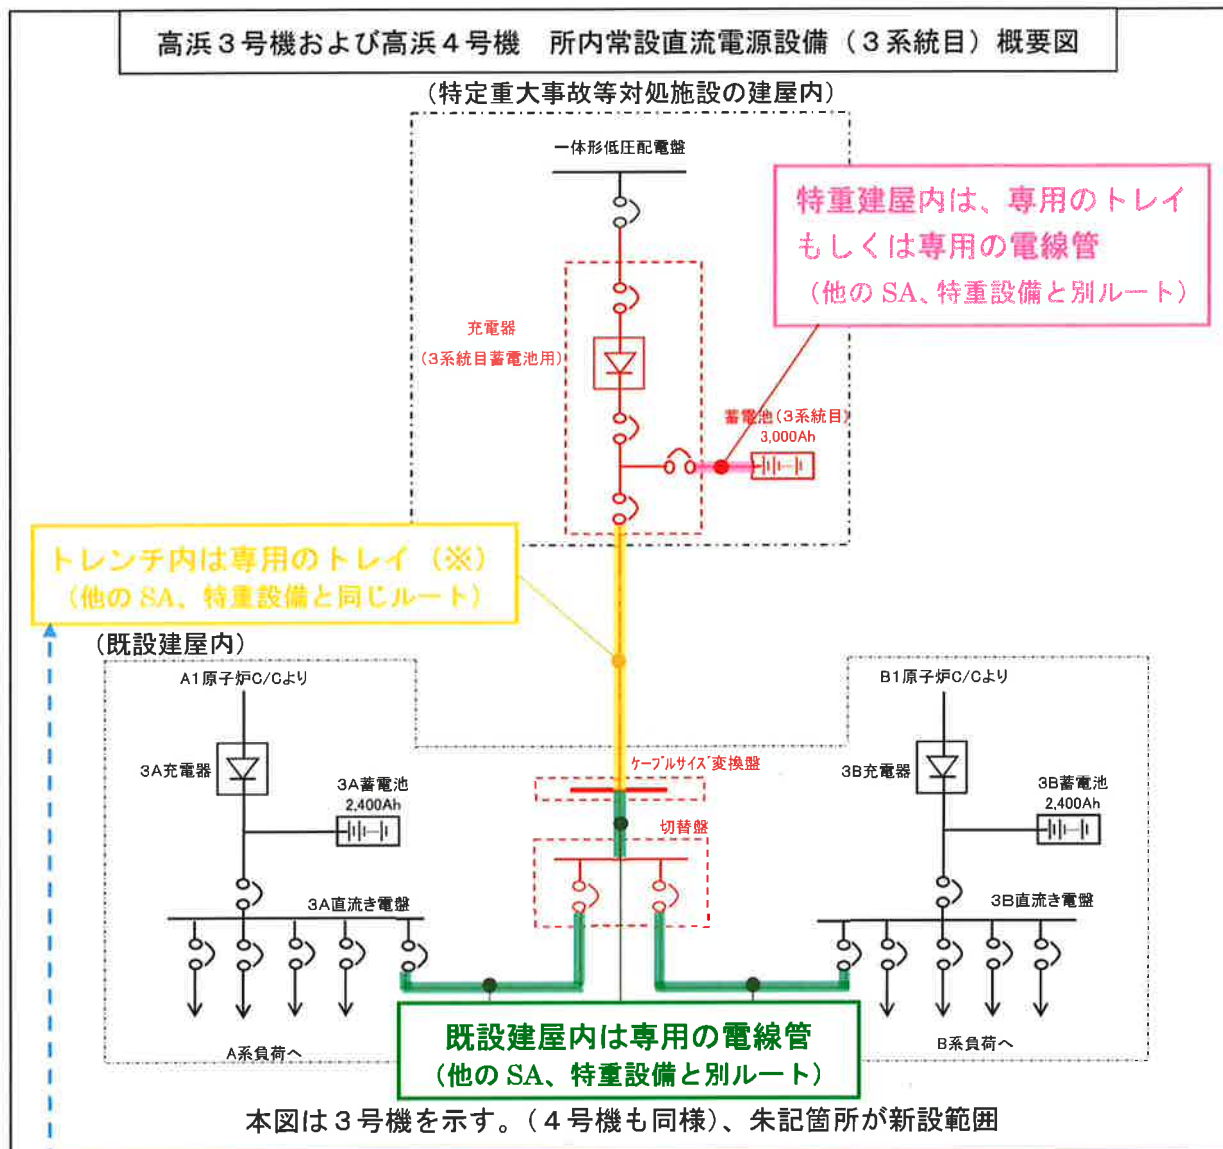 高浜３号機および高浜４号機　所内常設直流電源設備（３系統目）概要図
(特定重大事故等対処施設の建屋内)
一体形低圧配電盤
特重建屋内は、専用のトレイ
もしくは専用の電線管
（他の SA、特重設備と別ルート）
充電器
(3系統目蓄電池用)
蓄電池(3系統目)
3,000Ah
トレンチ内は専用のトレイ（※）
（他の SA、特重設備と同じルート）
(既設建屋内)
A1原子炉C/Cより
B1原子炉C/Cより
3A充電器
3A蓄電池
2,400Ah
ｹｰﾌﾞﾙｻｲｽﾞ変換盤
3B充電器
3B蓄電池
2,400Ah
切替盤
3A直流き電盤
3B直流き電盤
A系負荷へ
B系負荷へ
既設建屋内は専用の電線管
（他の SA、特重設備と別ルート）
本図は３号機を示す。（４号機も同様）、朱記箇所が新設範囲